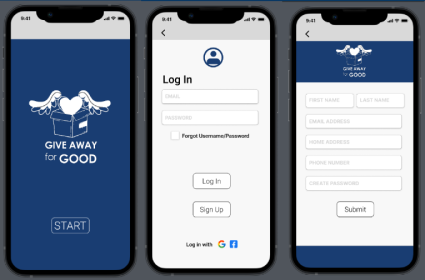 9:41
GIVE AWAY
for GOOD
START
9:41
Log In
EMAIL
PASSWORD
Forgot Username/Password
Log In
Sign Up
Log in with
9:41
GIVE AWAY
for GOOD
FIRST NAME
LAST NAME
EMAIL ADDRESS
HOME ADDRESS
PHONE NUMBER
CREATE PASSWORD
Submit